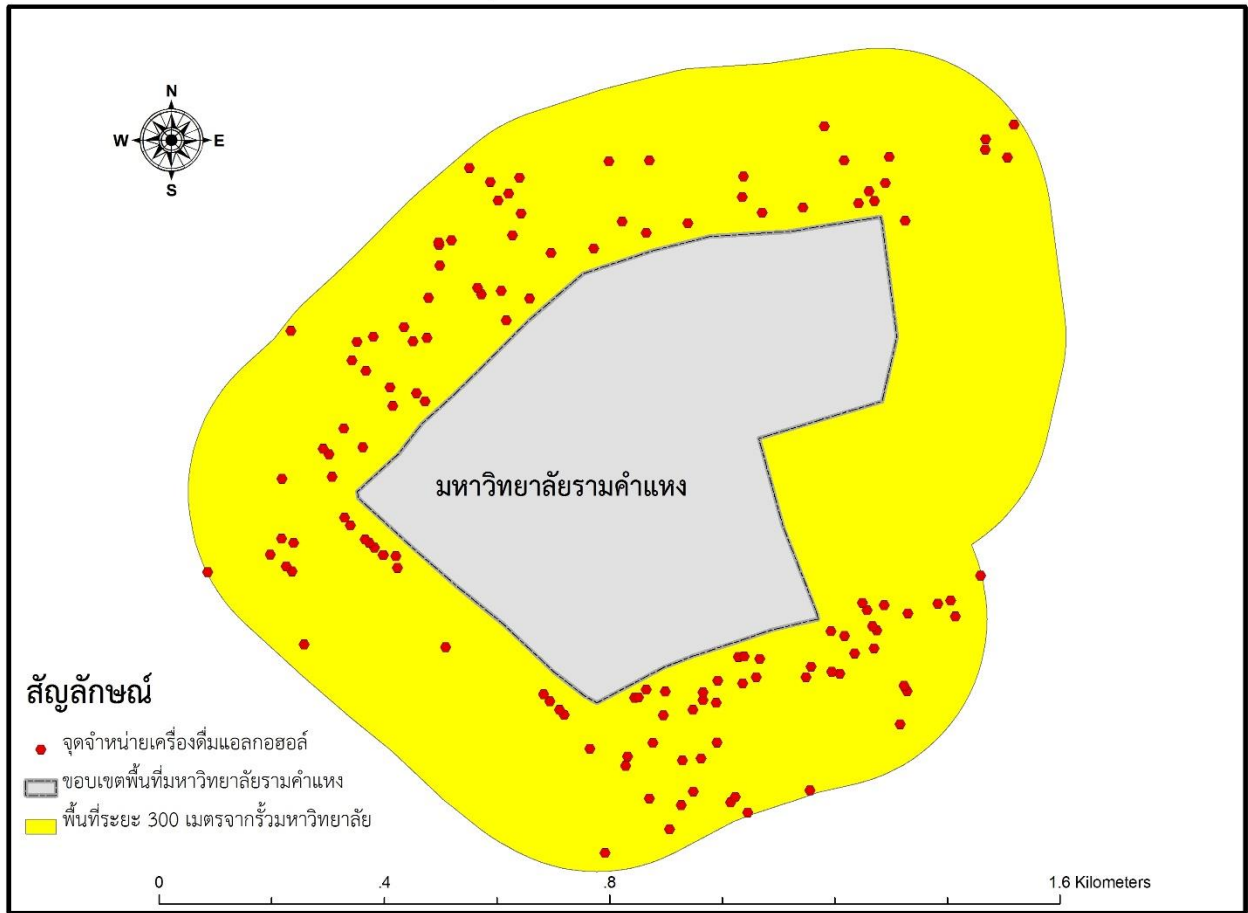 N
W E
S
มหาวิทยาลัยรามคำแหง
สัญลักษณ์
จุดจำหน่ายเครื่องดื่มแอลกอฮอล์
ขอบเขตพื้นที่มหาวิทยาลัยรามคำแหง
พื้นที่ระยะ 300 เมตรจากรั้วมหาวิทยาลัย
0 .4 .8 1.6 Kilometers